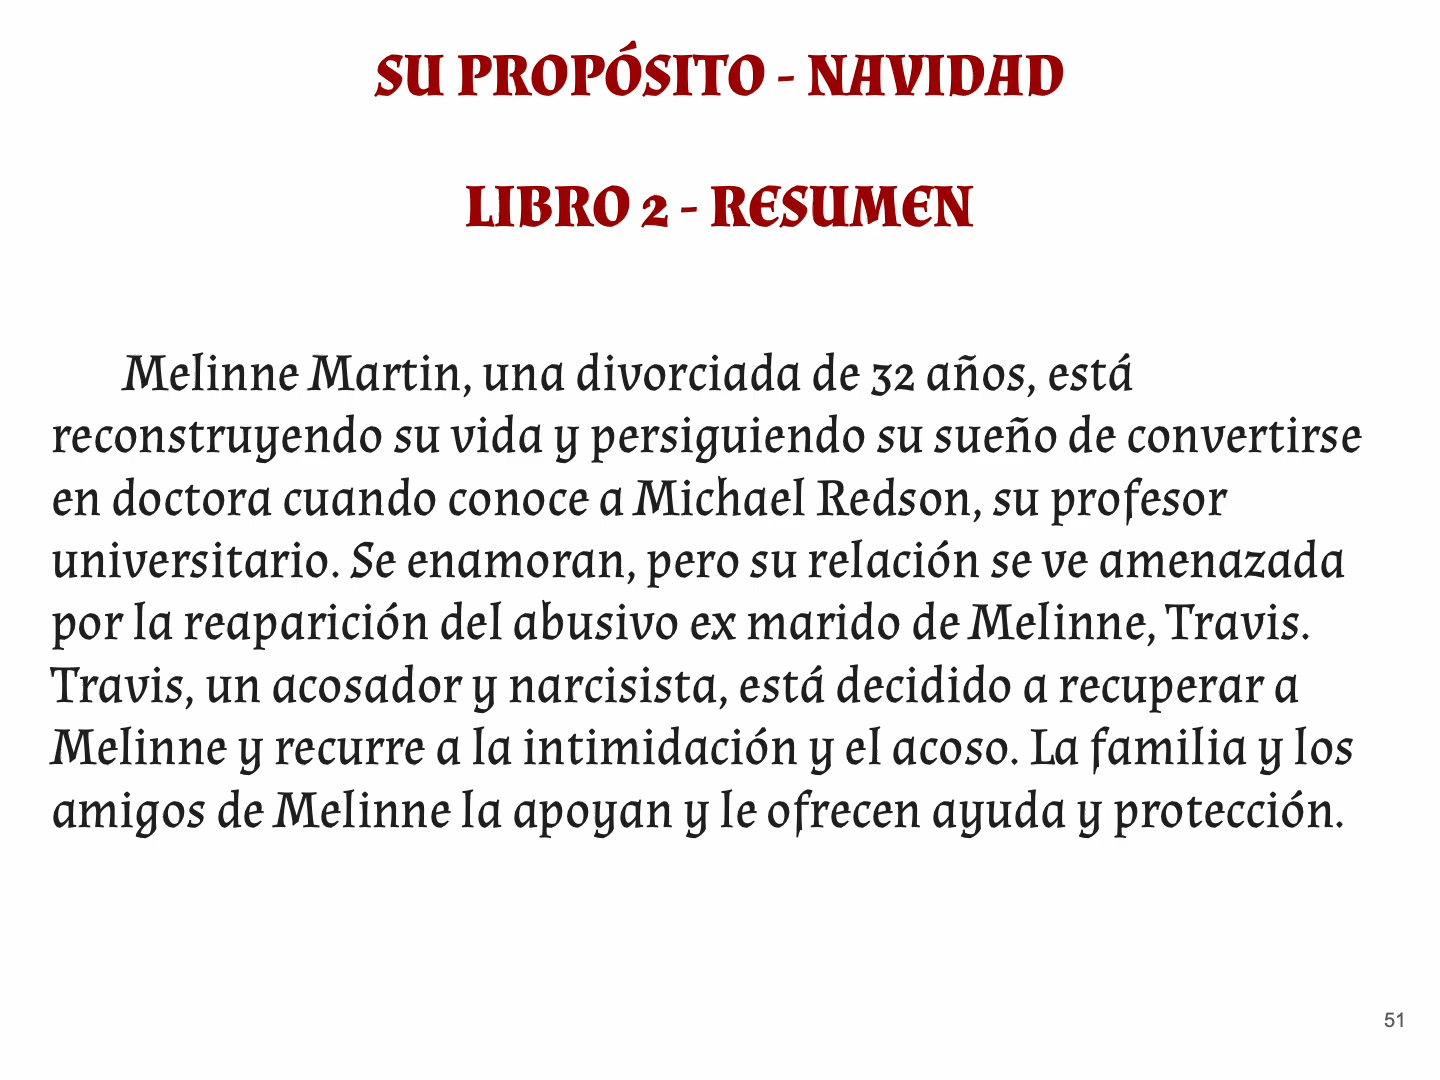 SU PROPÓSITO - NAVIDAD
LIBRO 2 - RESUMEN
Melinne Martin, una divorciada de 32 años, está
reconstruyendo su vida y persiguiendo su sueño de convertirse
en doctora cuando conoce a Michael Redson, su profesor
universitario. Se enamoran, pero su relación se ve amenazada
por la reaparición del abusivo ex marido de Melinne, Travis.
Travis, un acosador y narcisista, está decidido a recuperar a
Melinne y recurre a la intimidación y el acoso. La familia y los
amigos de Melinne la apoyan y le ofrecen ayuda y protección.
51